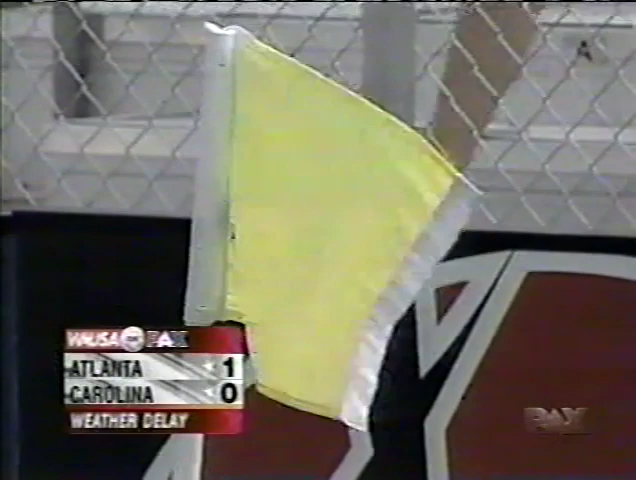 WUSA PAX
ATLANTA 1
CAROLINA 0
WEATHER DELAY
PAX